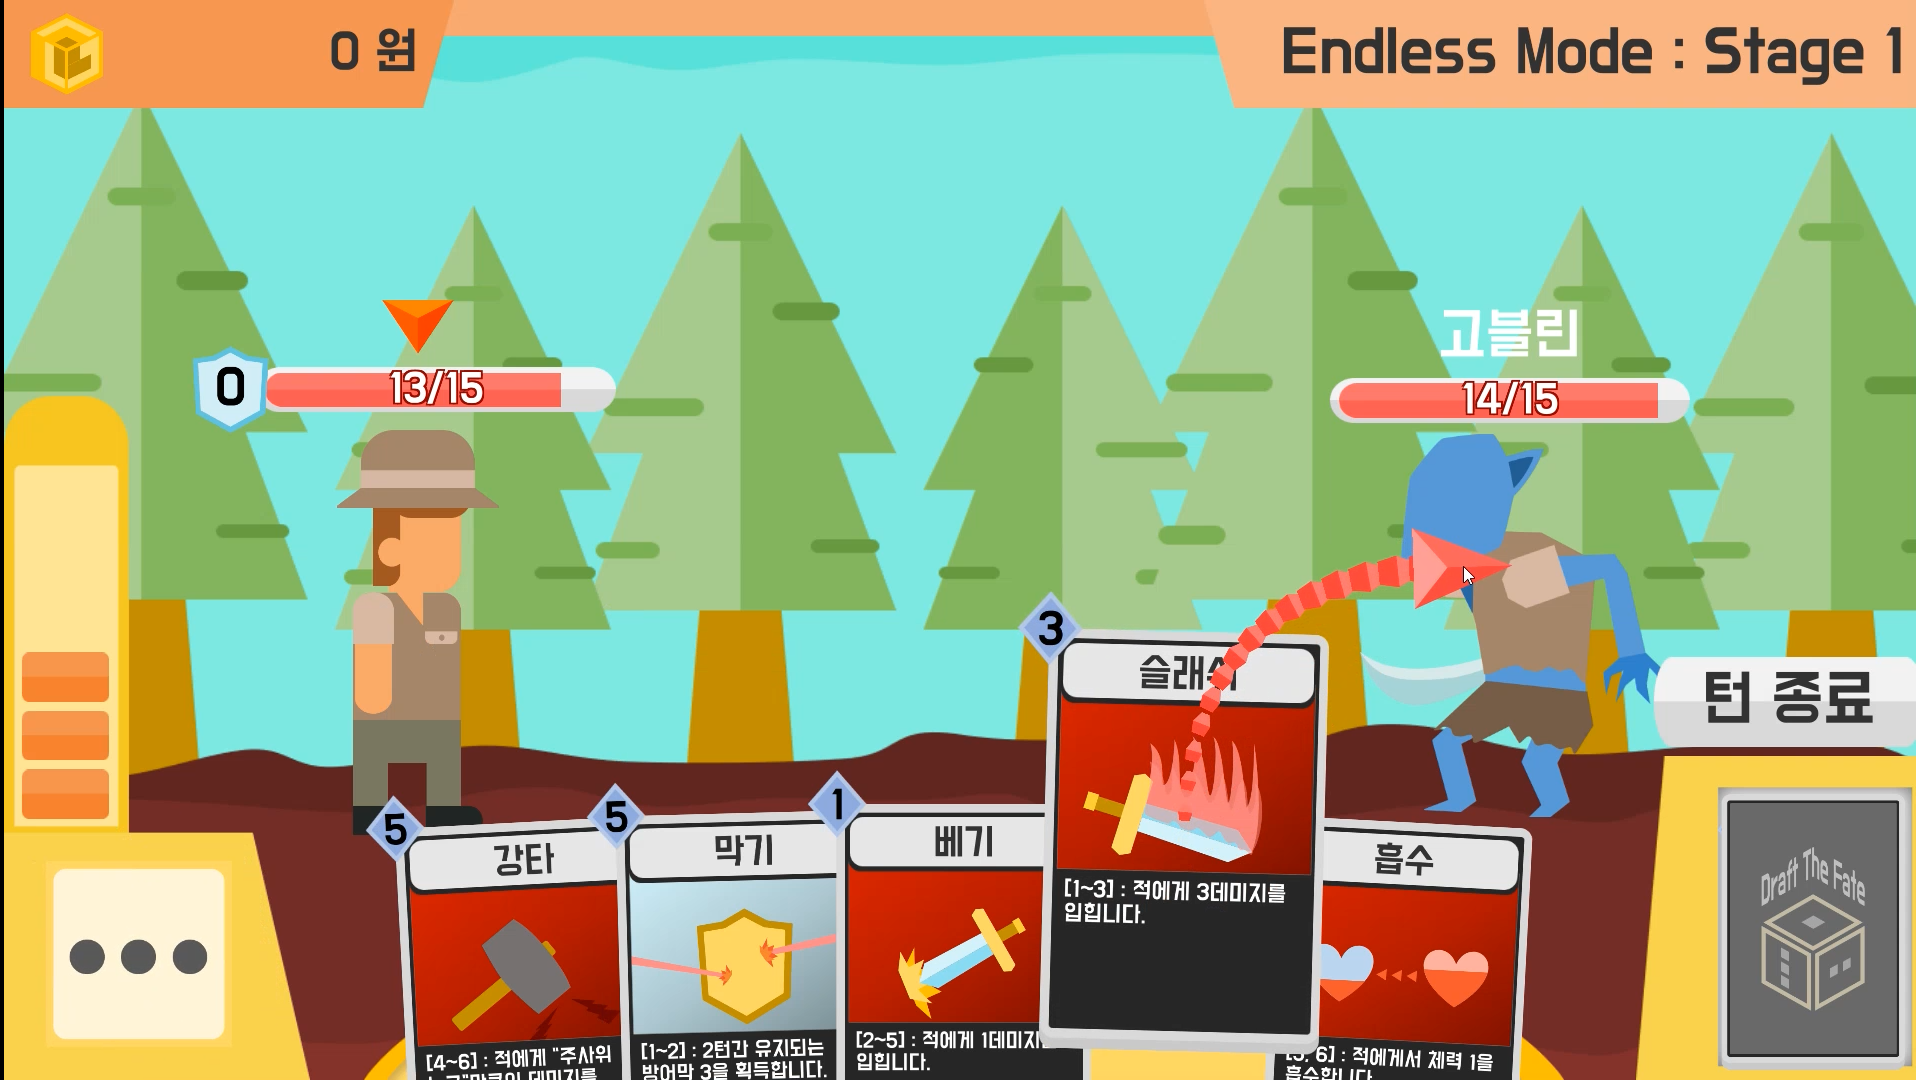 0 원
Endless Mode : Stage 1
고블린
0
13/15
14/15
턴 종료
3
슬래쉬
[1~3] : 적에게 3데미지를
입힙니다.
5
강타
[4~6] : 적에게 "주사위
5
막기
[1~2] : 2턴간 유지되는
방어막 3을 획득합니다.
1
베기
[2~5] : 적에게 1데미지
입힙니다.
흡수
6] : 적에게서 체력 1을
흡수합니다.
Draft The Fate